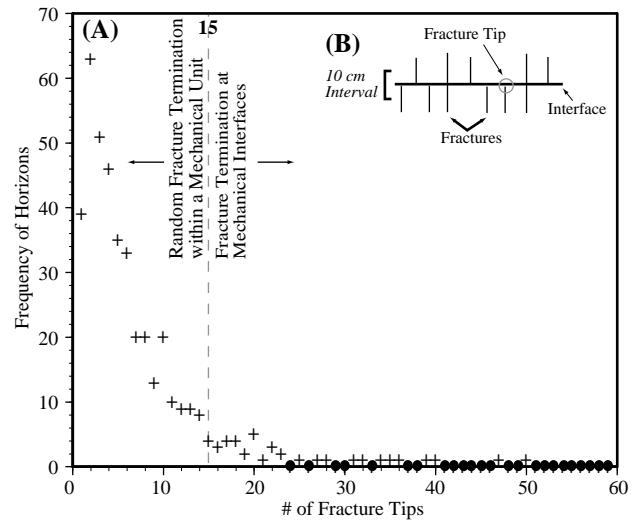 (A)
15
(B)
Random Fracture Termination
within a Mechanical Unit
Fracture Termination at
Mechanical Interfaces
Fracture Tip
10 cm
Interval
Interface
Fractures
Frequency of Horizons
70
60
50
40
30
20
10
0
0 10 20 30 40 50 60
# of Fracture Tips